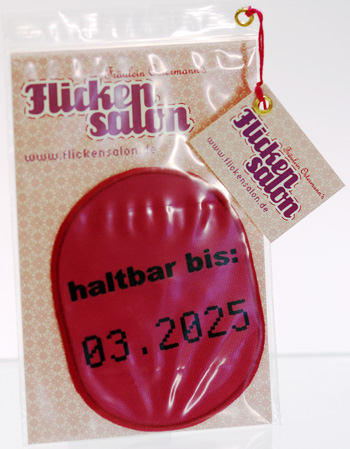 Fräulein Ostermann's
Flicken
salon
www.flickensalon.de
haltbar bis:
03.2025
Fräulein Ostermann's
Flicken
salon
www.flickensalon.de